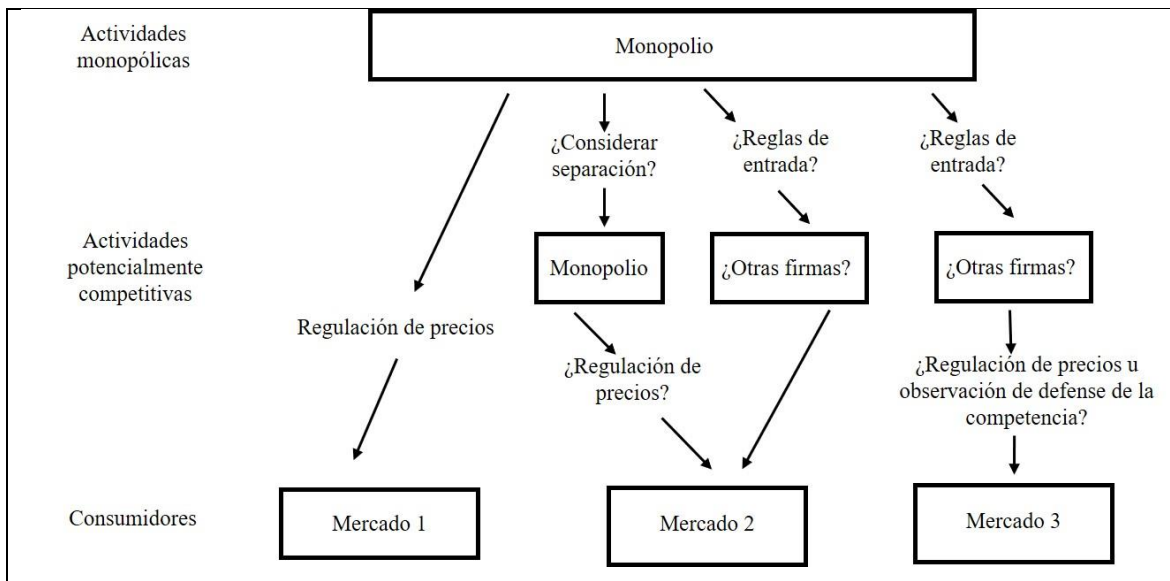 Actividades
monopólicas
Monopolio
¿Considerar
separación?
¿Reglas de
entrada?
¿Reglas de
entrada?
Actividades
potencialmente
competitivas
Monopolio
¿Otras firmas?
¿Otras firmas?
Regulación de precios
¿Regulación de
precios?
¿Regulación de precios u
observación de defense de la
competencia?
Consumidores
Mercado 1
Mercado 2
Mercado 3